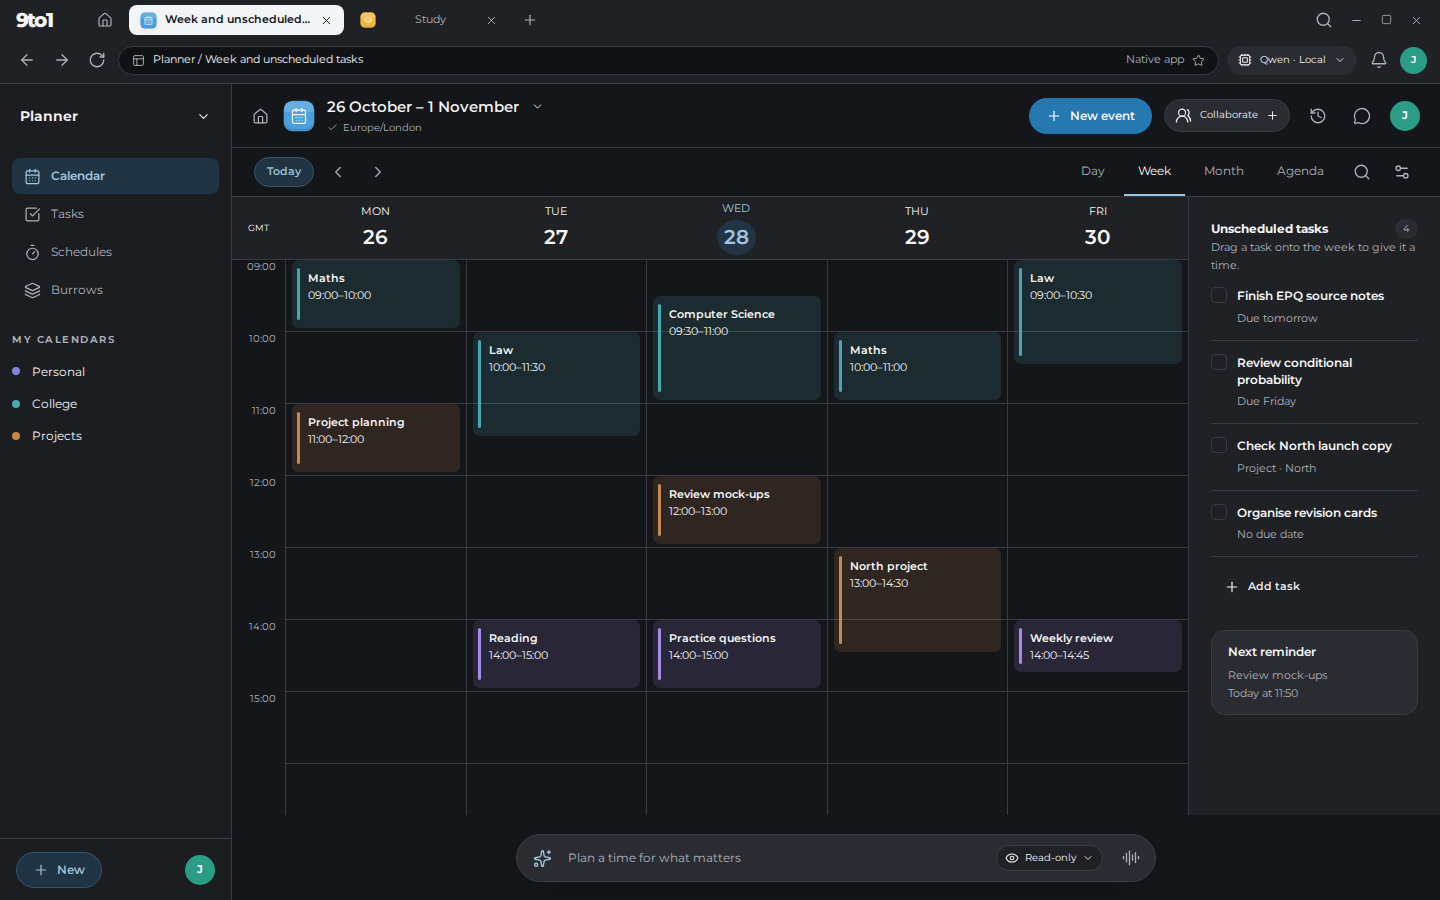 9to1
Week and unscheduled...
Study
Planner / Week and unscheduled tasks
Native app
Qwen · Local
J
Planner
26 October – 1 November
Europe/London
New event
Collaborate
J
Calendar
Tasks
Schedules
Burrows
MY CALENDARS
Personal
College
Projects
New
J
Today
Day
Week
Month
Agenda
GMT
MON
26
TUE
27
WED
28
THU
29
FRI
30
09:00
10:00
11:00
12:00
13:00
14:00
15:00
Maths
09:00–10:00
Project planning
11:00–12:00
Law
10:00–11:30
Reading
14:00–15:00
Computer Science
09:30–11:00
Review mock-ups
12:00–13:00
Practice questions
14:00–15:00
Maths
10:00–11:00
North project
13:00–14:30
Law
09:00–10:30
Weekly review
14:00–14:45
Unscheduled tasks
4
Drag a task onto the week to give it a
time.
Finish EPQ source notes
Due tomorrow
Review conditional
probability
Due Friday
Check North launch copy
Project · North
Organise revision cards
No due date
Add task
Next reminder
Review mock-ups
Today at 11:50
Plan a time for what matters
Read-only